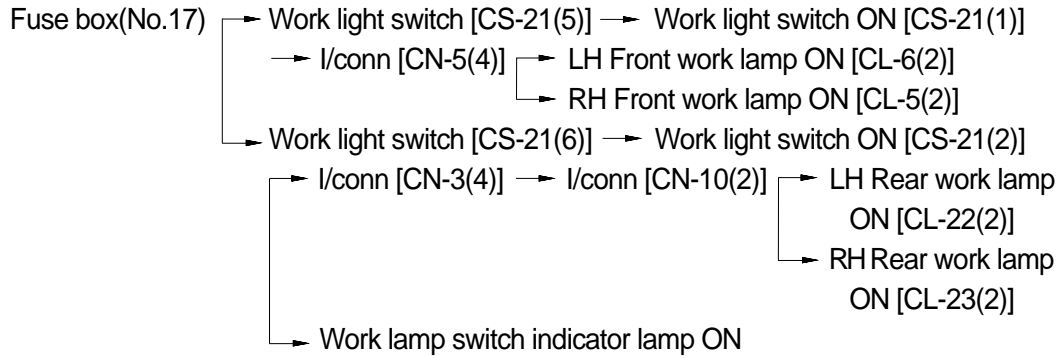 Fuse box(No.17) Work light switch [CS-21(5)] Work light switch ON [CS-21(1)]
I/conn [CN-5(4)] LH Front work lamp ON [CL-6(2)]
RH Front work lamp ON [CL-5(2)]
Work light switch [CS-21(6)] Work light switch ON [CS-21(2)]
I/conn [CN-3(4)] I/conn [CN-10(2)] LH Rear work lamp
ON [CL-22(2)]
RH Rear work lamp
ON [CL-23(2)]
Work lamp switch indicator lamp ON